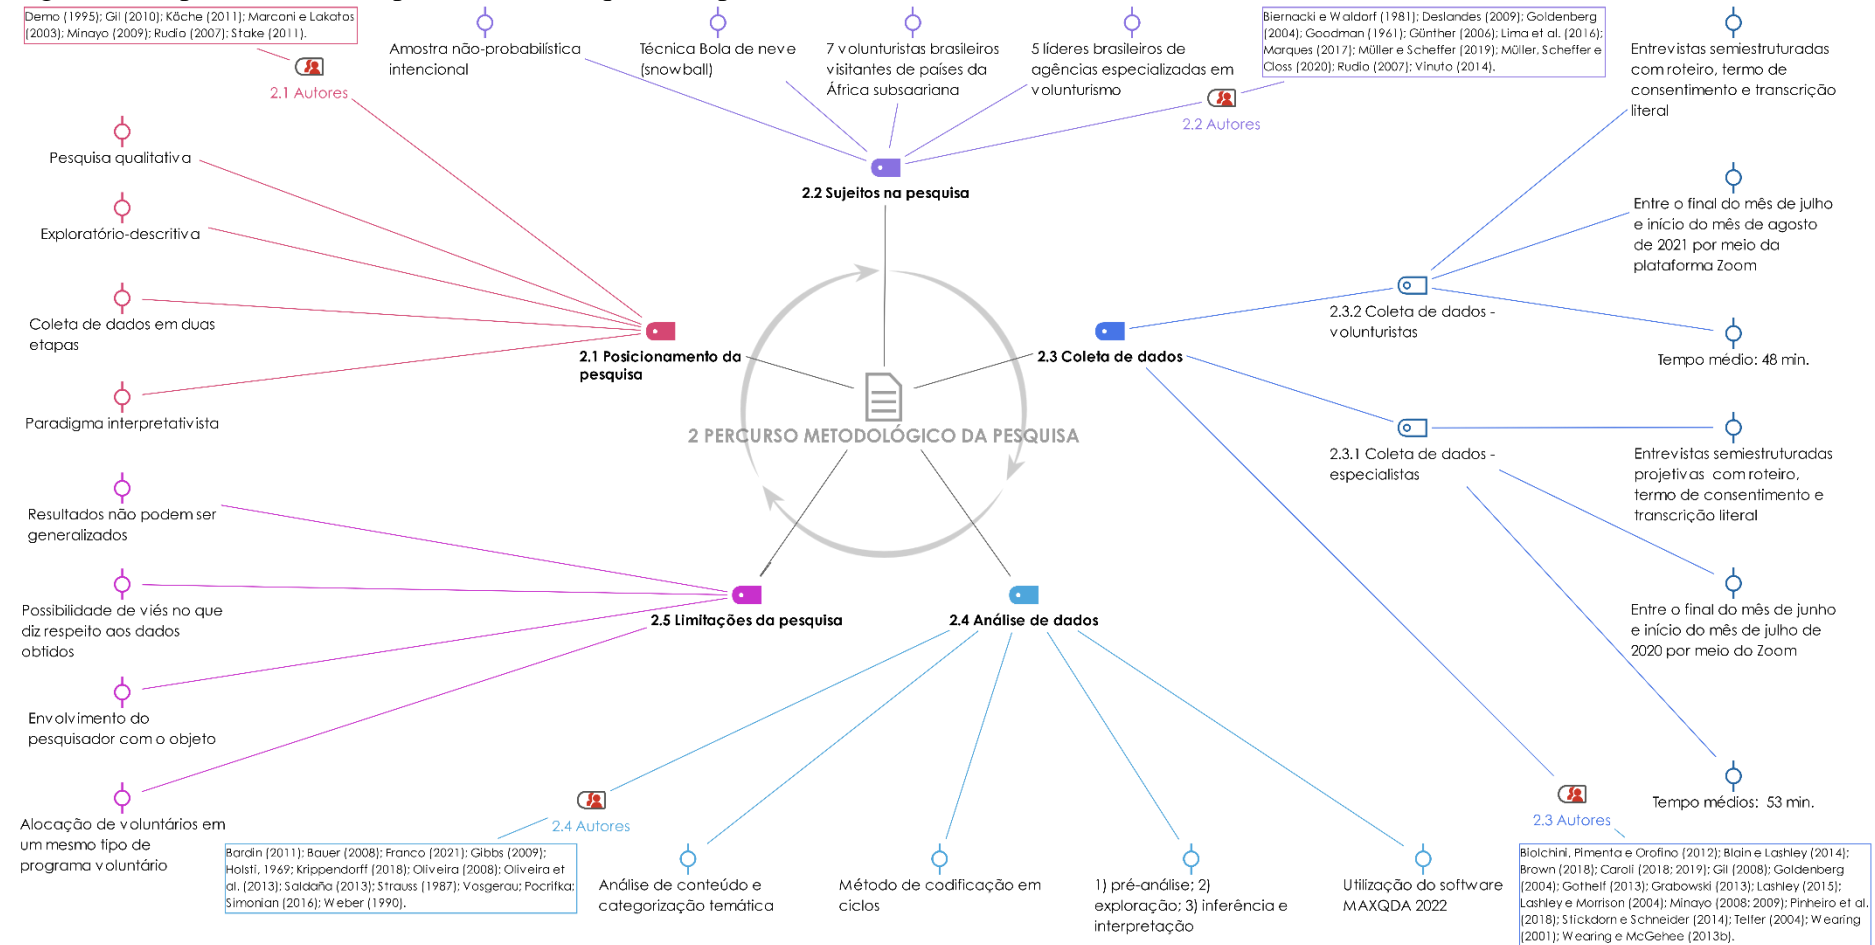 Demo (1995); Gil (2010); Köche (2011); Marconi e Lakatos
(2003); Minayo (2009); Rudio (2007); Stake (2011).
2.1 Autores
Pesquisa qualitativa
Exploratório-descritiva
Coleta de dados em duas
etapas
Paradigma interpretativista
2.1 Posicionamento da
pesquisa
Amostra não-probabilística
intencional
Técnica Bola de neve
(snowball)
7 volunturistas brasileiros
visitantes de países da
África subsaariana
5 líderes brasileiros de
agências especializadas em
volunturismo
Biernacki e Waldorf (1981); Deslandes (2009); Goldenberg
(2004); Goodman (1961); Günther (2006); Lima et al. (2016);
Marques (2017); Müller e Scheffer (2019); Müller, Scheffer e
Closs (2020); Rudio (2007); Vinuto (2014).
2.2 Autores
2.2 Sujeitos na pesquisa
Entrevistas semiestruturadas
com roteiro, termo de
consentimento e transcrição
literal
Entre o final do mês de julho
e início do mês de agosto
de 2021 por meio da
plataforma Zoom
Tempo médio: 48 min.
2.3.2 Coleta de dados -
volunturistas
2.3 Coleta de dados
2.3.1 Coleta de dados -
especialistas
Entrevistas semiestruturadas
projetivas com roteiro,
termo de consentimento e
transcrição literal
Entre o final do mês de junho
e início do mês de julho de
2020 por meio do Zoom
Tempo médios: 53 min.
2.3 Autores
Biolchini, Pimenta e Orofino (2012); Blain e Lashley (2014);
Brown (2018); Caroli (2018; 2019); Gil (2008); Goldenberg
(2004); Gothelf (2013); Grabowski (2013); Lashley (2015);
Lashley e Morrison (2004); Minayo (2008; 2009); Pinheiro et al.
(2018); Stickdorn e Schneider (2014); Telfer (2004); Wearing
(2001); Wearing e McGehee (2013b).
2 PERCURSO METODOLÓGICO DA PESQUISA
2.5 Limitações da pesquisa
Resultados não podem ser
generalizados
Possibilidade de viés no que
diz respeito aos dados
obtidos
Envolvimento do
pesquisador com o objeto
Alocação de voluntários em
um mesmo tipo de
programa voluntário
2.4 Análise de dados
2.4 Autores
Bardin (2011); Bauer (2008); Franco (2021); Gibbs (2009);
Holsti, 1969; Krippendorff (2018); Oliveira (2008); Oliveira et
al. (2013); Saldaña (2013); Strauss (1987); Vosgerau; Pocrifka;
Simonian (2016); Weber (1990).
Análise de conteúdo e
categorização temática
Método de codificação em
ciclos
1) pré-análise; 2)
exploração; 3) inferência e
interpretação
Utilização do software
MAXQDA 2022